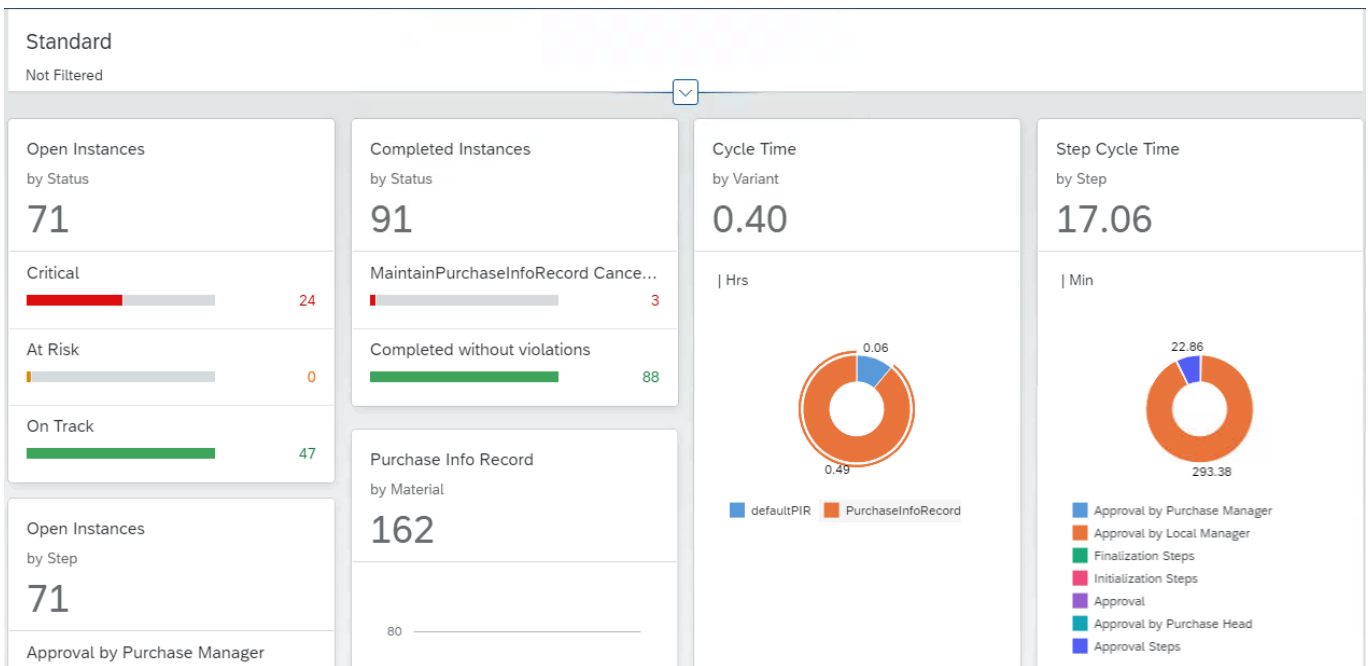 Standard
Not Filtered
Open Instances
by Status
71
Critical
24
At Risk
0
On Track
47
Open Instances
by Step
71
Approval by Purchase Manager
Completed Instances
by Status
91
MaintainPurchaseInfoRecord Cance...
3
Completed without violations
88
Purchase Info Record
by Material
162
80
Cycle Time
by Variant
0.40
| Hrs
0.06
0.49
defaultPIR PurchaseInfoRecord
Step Cycle Time
by Step
17.06
| Min
22.86
293.38
Approval by Purchase Manager
Approval by Local Manager
Finalization Steps
Initialization Steps
Approval
Approval by Purchase Head
Approval Steps